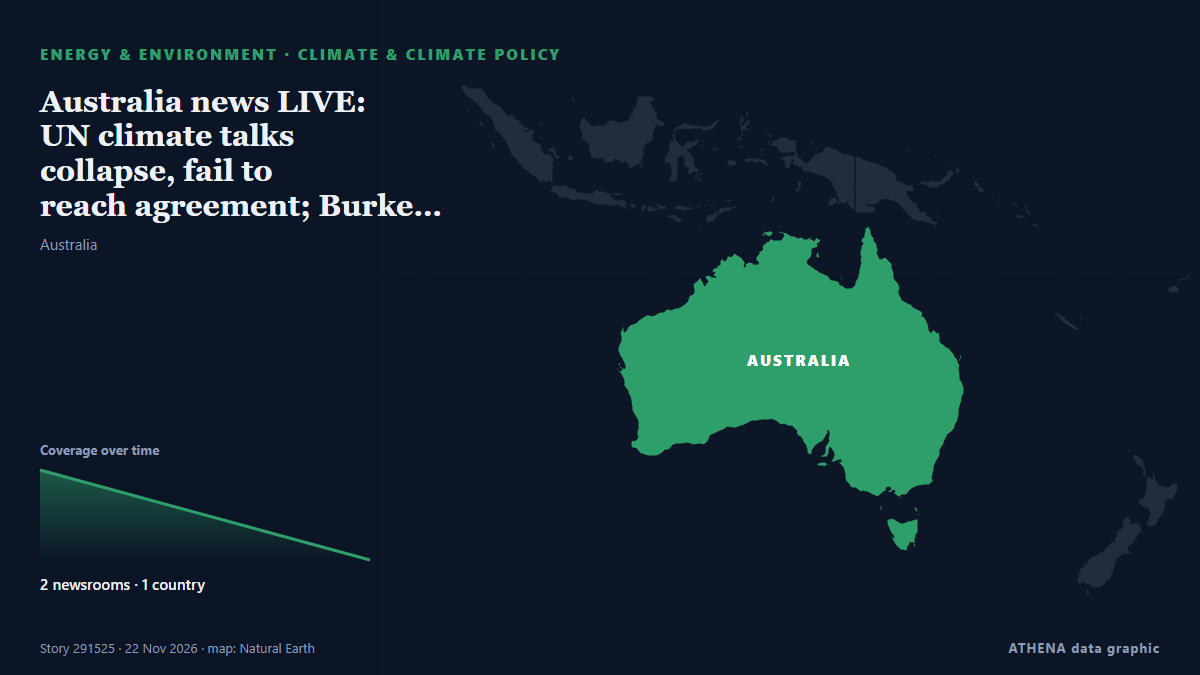 ENERGY & ENVIRONMENT · CLIMATE & CLIMATE POLICY
Australia news LIVE:
UN climate talks
collapse, fail to
reach agreement; Burke...
Australia
AUSTRALIA
Coverage over time
2 newsrooms · 1 country
Story 291525 · 22 Nov 2026 · map: Natural Earth
ATHENA data graphic